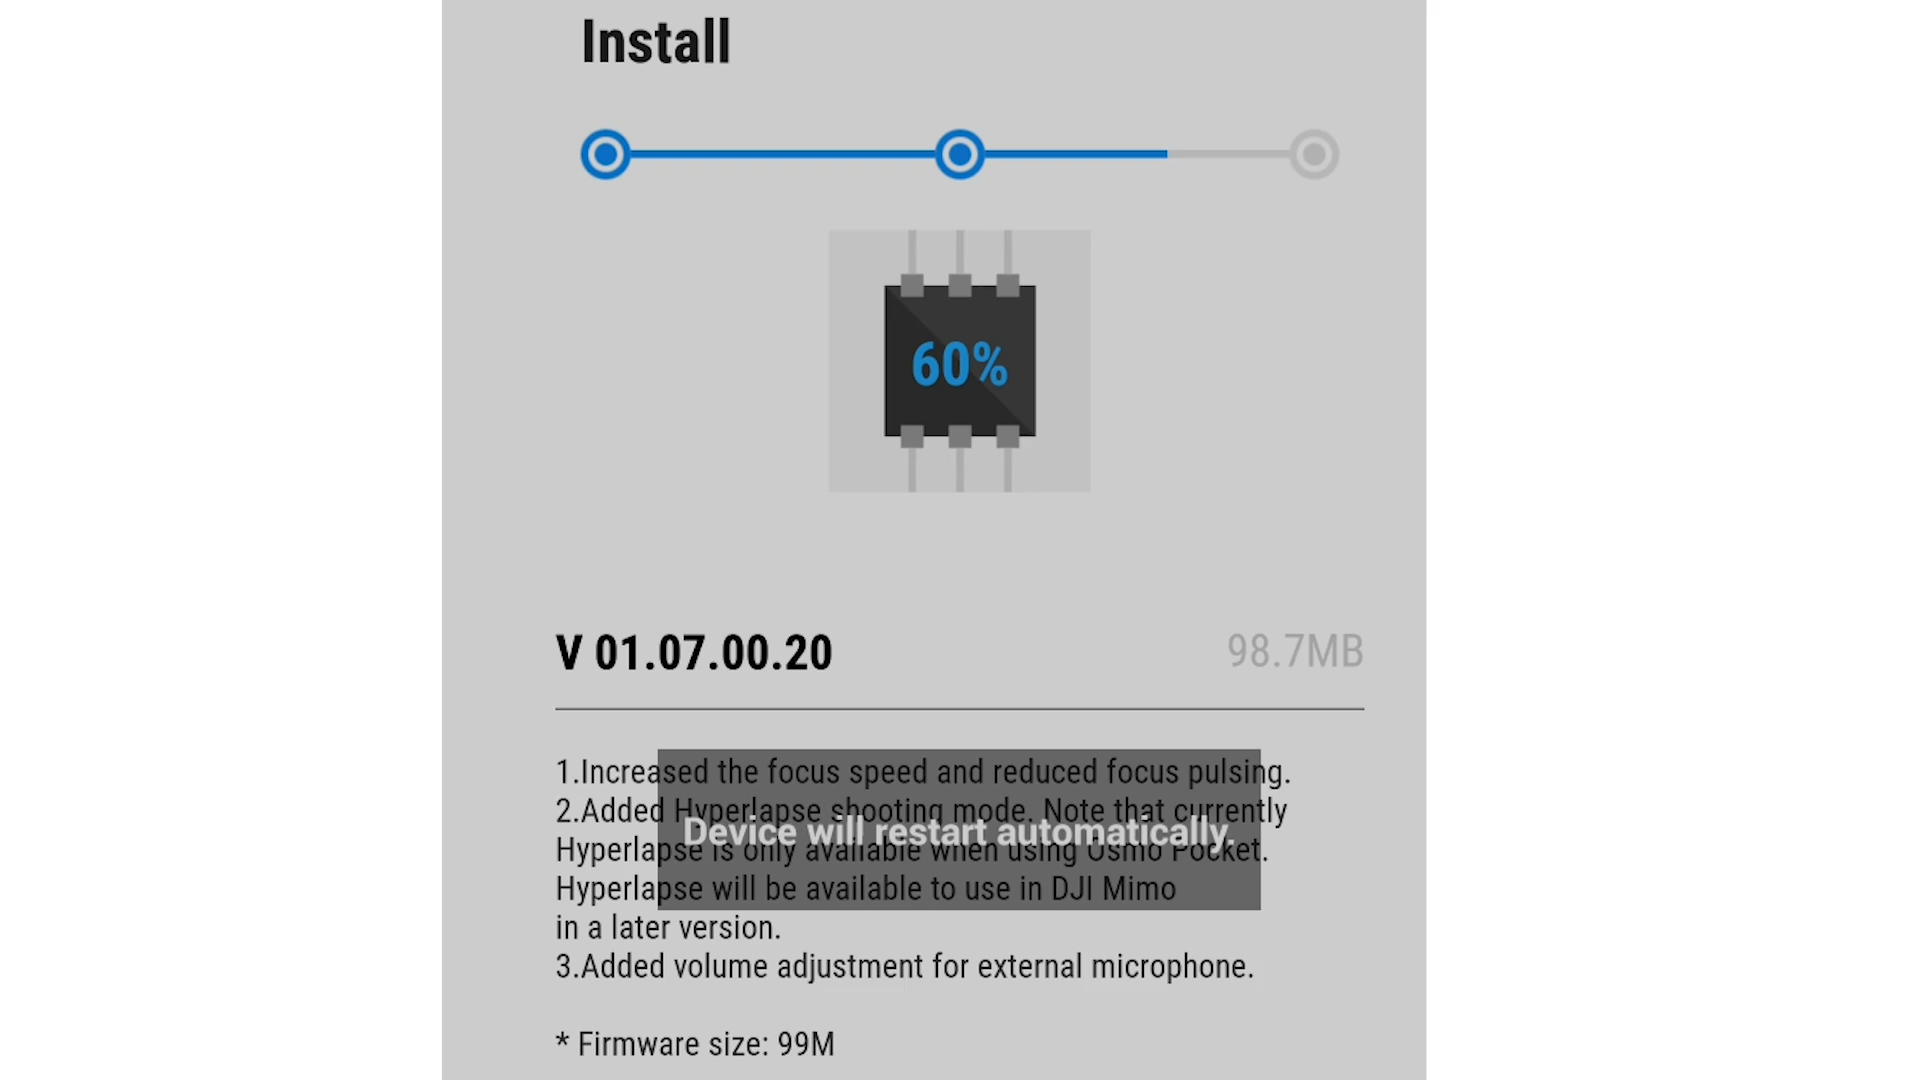 Install
60%
V 01.07.00.20
98.7MB
1.Increased the focus speed and reduced focus pulsing.
2.Added Hyperlapse shooting mode. Note that currently
Device will restart automatically.
Hyperlapse is only available when using Osmo Pocket.
Hyperlapse will be available to use in DJI Mimo
in a later version.
3.Added volume adjustment for external microphone.
* Firmware size: 99M